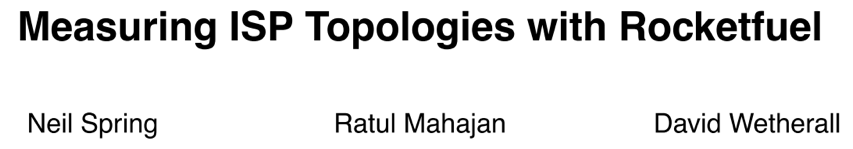 Measuring ISP Topologies with Rocketfuel
Neil Spring Ratul Mahajan David Wetherall